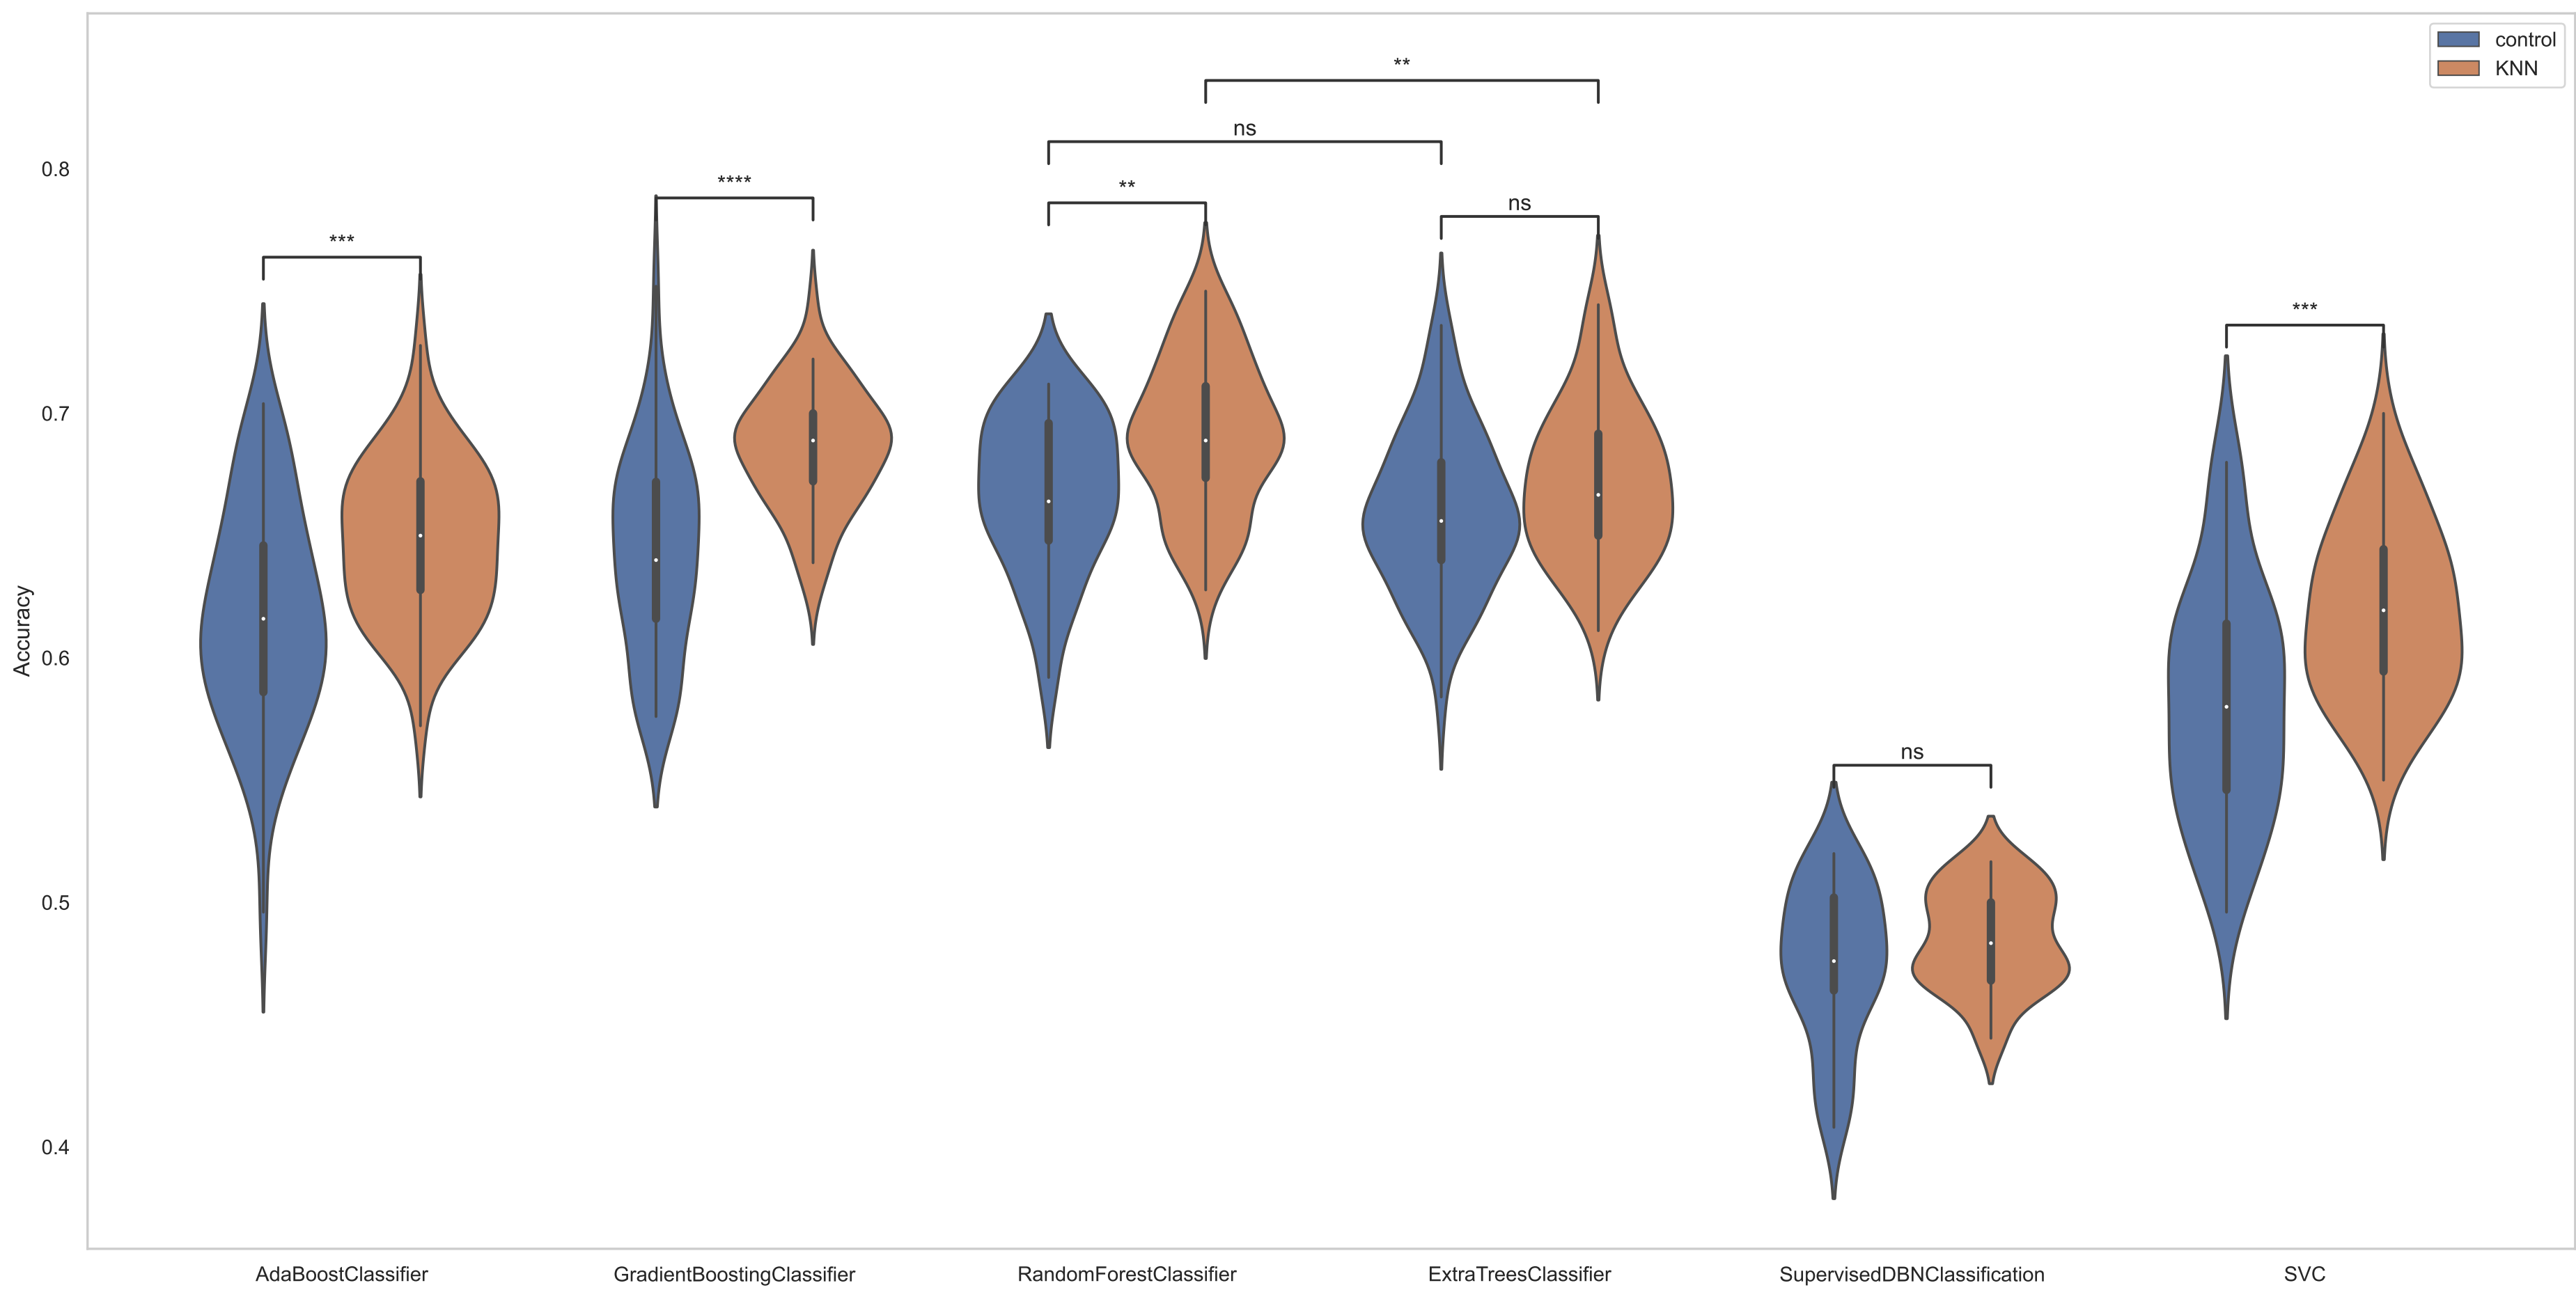 control
KNN
**
ns
0.8
****
**
ns
***
***
0.7
Accuracy
0.6
ns
0.5
0.4
AdaBoostClassifier
GradientBoostingClassifier
RandomForestClassifier
ExtraTreesClassifier
SupervisedDBNClassification
SVC